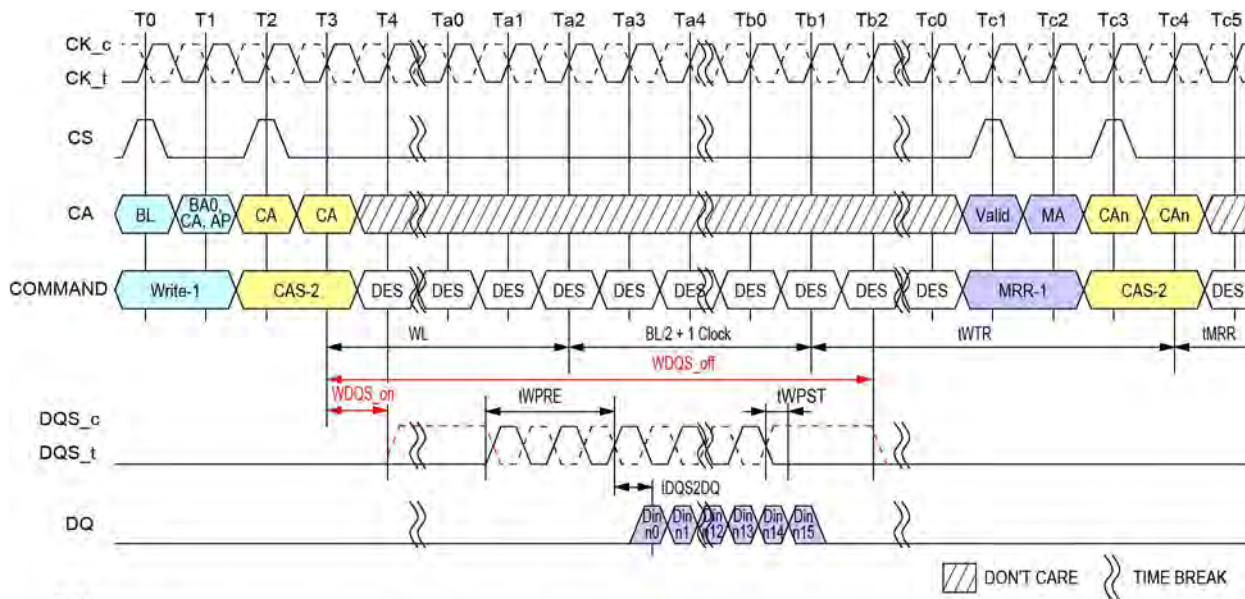 T0 T1 T2 T3 T4 Ta0 Ta1 Ta2 Ta3 Ta4 Tb0 Tb1 Tb2 Tc0 Tc1 Tc2 Tc3 Tc4 Tc5
CK_c
CK_t
CS
CA BL BA0, CA, AP CA CA Valid MA CAn CAn
COMMAND Write-1 CAS-2 DES DES DES DES DES DES DES DES DES DES MRR-1 CAS-2 DES
WL BL/2 + 1 Clock tWTR tMRR
WDQS_off
WDQS_on tWPRE tWPST
DQS_c
DQS_t
tDQS2DQ
DQ Din n0 Din n1 Din n12 Din n13 Din n14 Din n15
DON'T CARE TIME BREAK